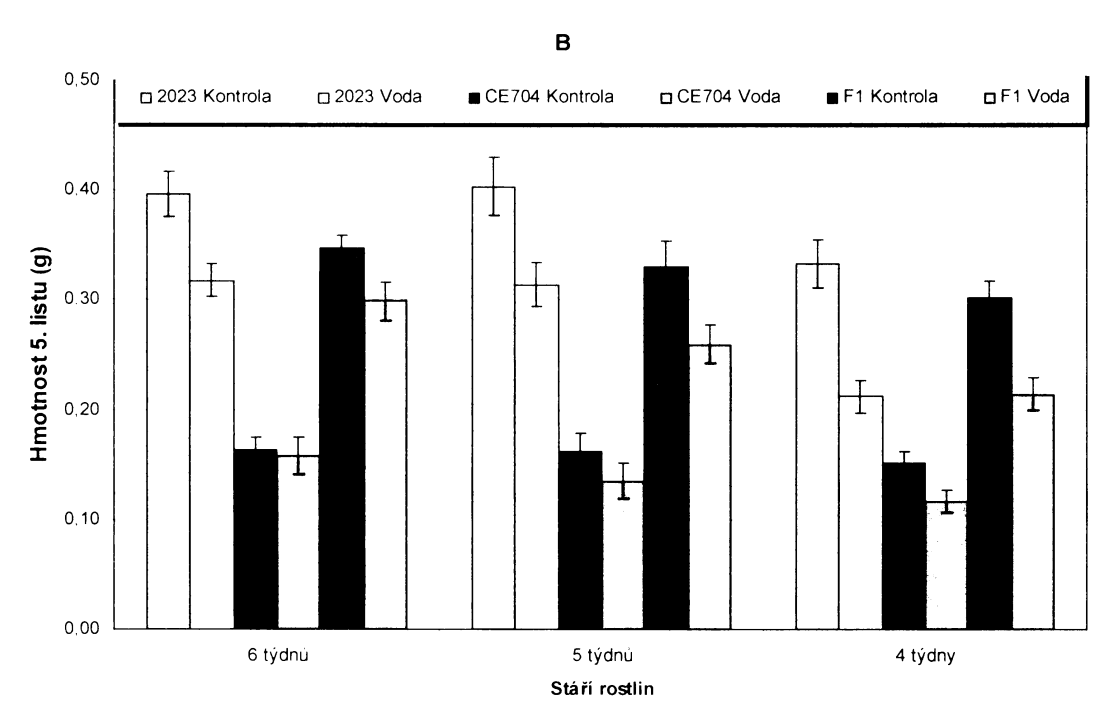 B
0,50
2023 Kontrola 2023 Voda CE704 Kontrola CE704 Voda F1 Kontrola F1 Voda
0,40
0,30
0,20
0,10
0,00
Hmotnost 5. listu (g)
6 týdnů 5 týdnů 4 týdny
Stáří rostlin